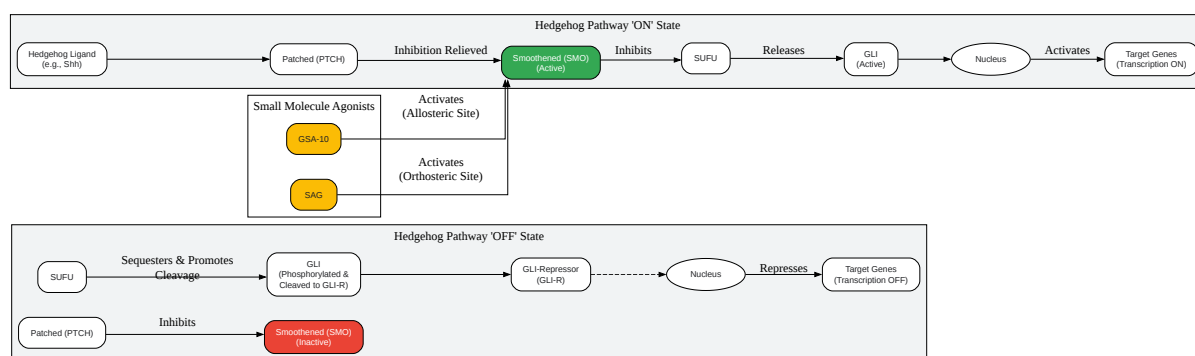 Hedgehog Pathway 'ON' State
Hedgehog Ligand
(e.g., Shh)
Patched (PTCH)
Inhibition Relieved
Smoothened (SMO)
(Active)
Inhibits
SUFU
Releases
GLI
(Active)
Nucleus
Activates
Target Genes
(Transcription ON)
Small Molecule Agonists
GSA-10
Activates
(Allosteric Site)
SAG
Activates
(Orthosteric Site)
Hedgehog Pathway 'OFF' State
SUFU
Sequesters & Promotes
Cleavage
GLI
(Phosphorylated &
Cleaved to GLI-R)
GLI-Repressor
(GLI-R)
Nucleus
Represses
Target Genes
(Transcription OFF)
Patched (PTCH)
Inhibits
Smoothened (SMO)
(Inactive)